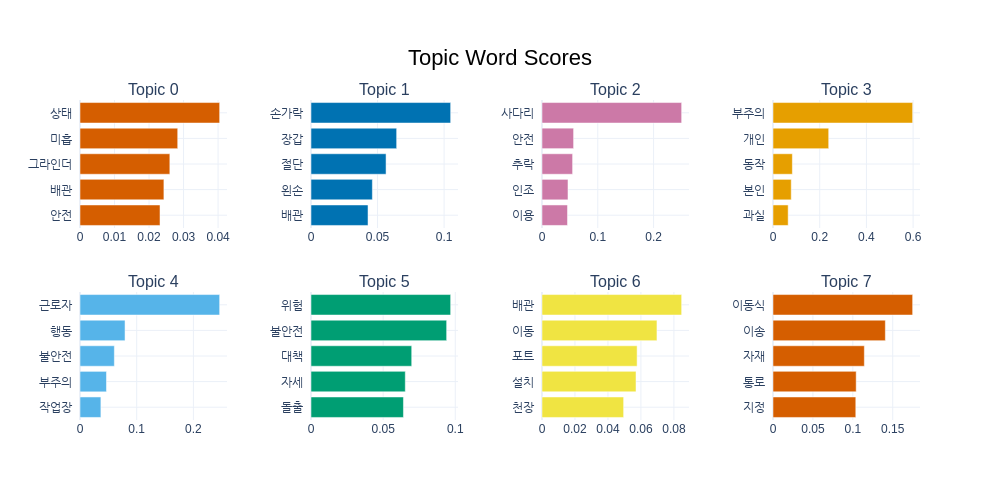 Topic Word Scores
Topic 0
상태
미흡
그라인더
배관
안전
0 0.01 0.02 0.03 0.04
Topic 1
손가락
장갑
절단
왼손
배관
0 0.05 0.1
Topic 2
사다리
안전
추락
인조
이용
0 0.1 0.2
Topic 3
부주의
개인
동작
본인
과실
0 0.2 0.4 0.6
Topic 4
근로자
행동
불안전
부주의
작업장
0 0.1 0.2
Topic 5
위험
불안전
대책
자세
돌출
0 0.05 0.1
Topic 6
배관
이동
포트
설치
천장
0 0.02 0.04 0.06 0.08
Topic 7
이동식
이송
자재
통로
지정
0 0.05 0.1 0.15